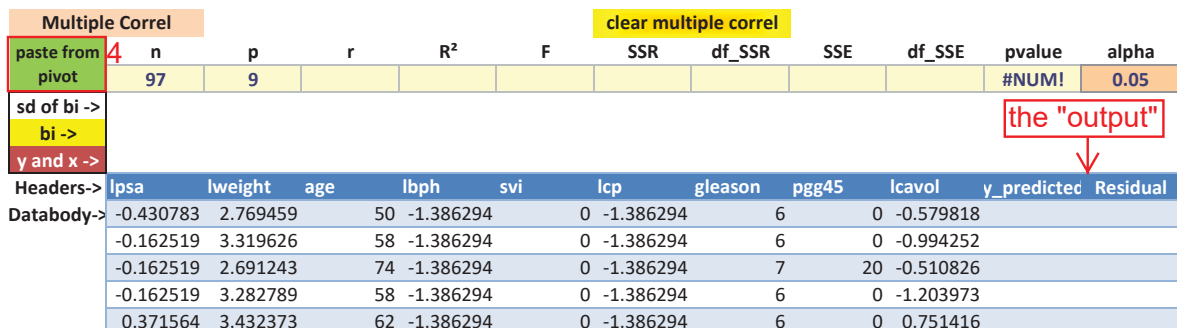 Multiple Correl clear multiple correl
paste from pivot 4 n p r R² F SSR df_SSR SSE df_SSE pvalue alpha
97 9 #NUM! 0.05
sd of bi ->
bi -> the "output"
y and x ->
Headers-> lpsa lweight age lbph svi lcp gleason pgg45 lcavol y_predicted Residual
Databody-> -0.430783 2.769459 50 -1.386294 0 -1.386294 6 0 -0.579818
-0.162519 3.319626 58 -1.386294 0 -1.386294 6 0 -0.994252
-0.162519 2.691243 74 -1.386294 0 -1.386294 7 20 -0.510826
-0.162519 3.282789 58 -1.386294 0 -1.386294 6 0 -1.203973
0.371564 3.432373 62 -1.386294 0 -1.386294 6 0 0.751416